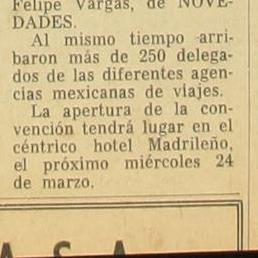 Felipe Vargas, de NOVE-
DADES.
Al mismo tiempo arri-
baron más de 250 delega-
dos de las diferentes agen-
cias mexicanas de viajes.
La apertura de la con-
vención tendrá lugar en el
céntrico hotel Madrileño,
el próximo miércoles 24
de marzo.
A S A